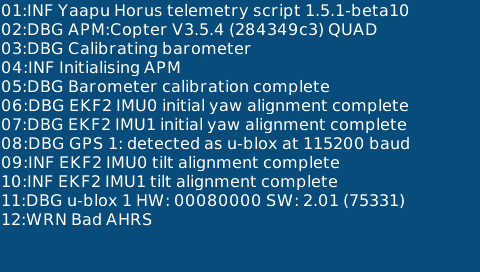 01:INF Yaapu Horus telemetry script 1.5.1-beta10
02:DBG APM:Copter V3.5.4 (284349c3) QUAD
03:DBG Calibrating barometer
04:INF Initialising APM
05:DBG Barometer calibration complete
06:DBG EKF2 IMU0 initial yaw alignment complete
07:DBG EKF2 IMU1 initial yaw alignment complete
08:DBG GPS 1: detected as u-blox at 115200 baud
09:INF EKF2 IMU0 tilt alignment complete
10:INF EKF2 IMU1 tilt alignment complete
11:DBG u-blox 1 HW: 00080000 SW: 2.01 (75331)
12:WRN Bad AHRS